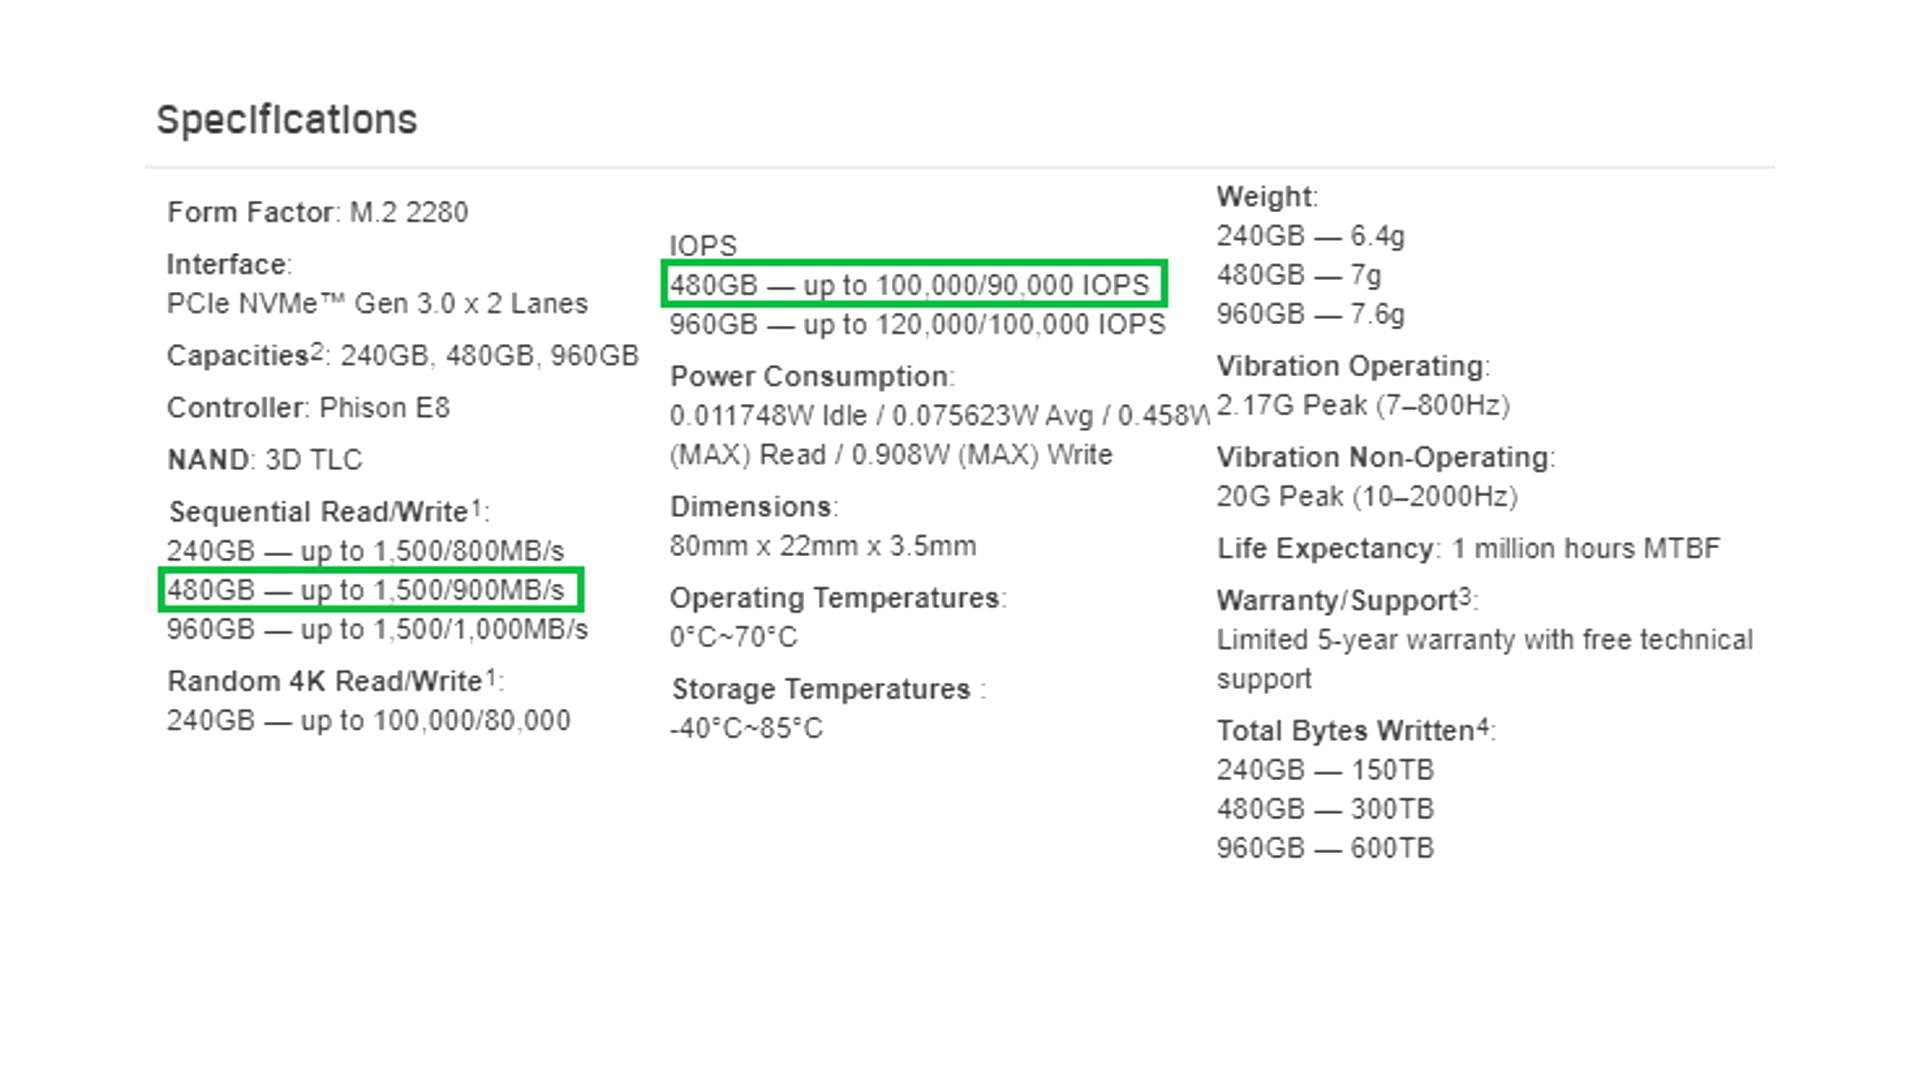 Specifications
Form Factor: M.2 2280
Interface:
PCIe NVMe™ Gen 3.0 x 2 Lanes
Capacities²: 240GB, 480GB, 960GB
Controller: Phison E8
NAND: 3D TLC
Sequential Read/Write¹:
240GB — up to 1,500/800MB/s
480GB — up to 1,500/900MB/s
960GB — up to 1,500/1,000MB/s
Random 4K Read/Write¹:
240GB — up to 100,000/80,000
IOPS
480GB — up to 100,000/90,000 IOPS
960GB — up to 120,000/100,000 IOPS
Power Consumption:
0.011748W Idle / 0.075623W Avg / 0.458W
(MAX) Read / 0.908W (MAX) Write
Dimensions:
80mm x 22mm x 3.5mm
Operating Temperatures:
0°C~70°C
Storage Temperatures :
-40°C~85°C
Weight:
240GB — 6.4g
480GB — 7g
960GB — 7.6g
Vibration Operating:
2.17G Peak (7–800Hz)
Vibration Non-Operating:
20G Peak (10–2000Hz)
Life Expectancy: 1 million hours MTBF
Warranty/Support³:
Limited 5-year warranty with free technical
support
Total Bytes Written⁴:
240GB — 150TB
480GB — 300TB
960GB — 600TB